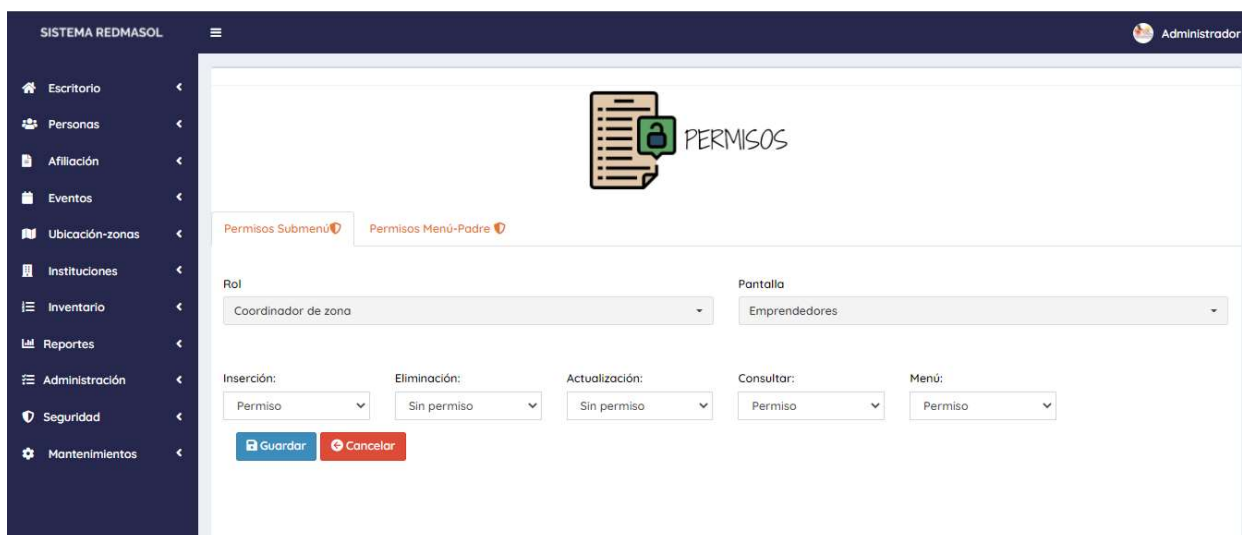 SISTEMA REDMASOL
Administrador
Escritorio
Personas
Afiliación
Eventos
Ubicación-zonas
Instituciones
Inventario
Reportes
Administración
Seguridad
Mantenimientos
PERMISOS
Permisos Submenú
Permisos Menú-Padre
Rol
Pantalla
Coordinador de zona
Emprendedores
Inserción:
Eliminación:
Actualización:
Consultar:
Menú:
Permiso
Sin permiso
Sin permiso
Permiso
Permiso
Guardar
Cancelar